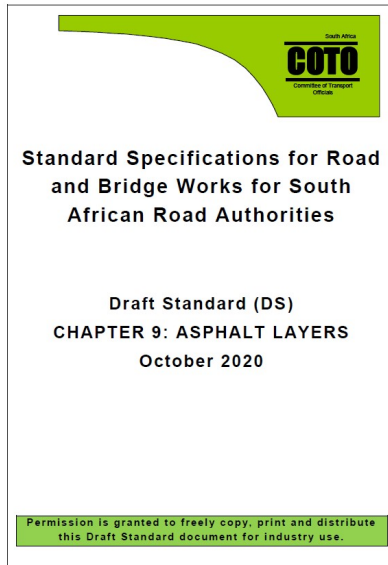 South Africa
COTO
Committee of Transport
Officials
Standard Specifications for Road
and Bridge Works for South
African Road Authorities
Draft Standard (DS)
CHAPTER 9: ASPHALT LAYERS
October 2020
Permission is granted to freely copy, print and distribute
this Draft Standard document for industry use.